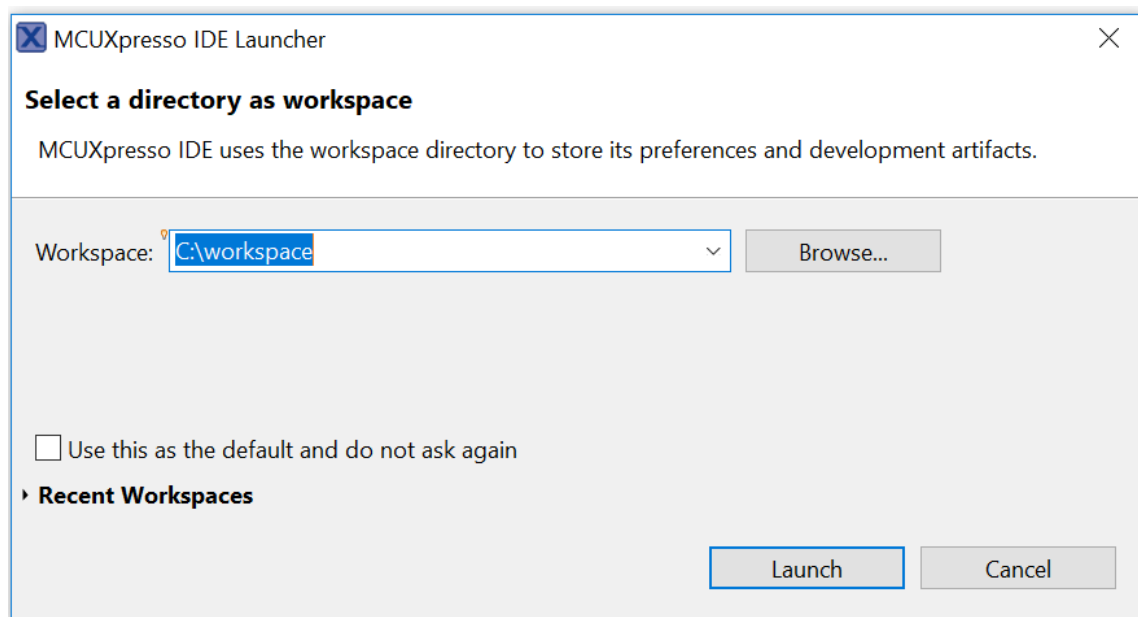 MCUXpresso IDE Launcher
Select a directory as workspace
MCUXpresso IDE uses the workspace directory to store its preferences and development artifacts.
Workspace: C:\workspace Browse...
Use this as the default and do not ask again
Recent Workspaces
Launch Cancel